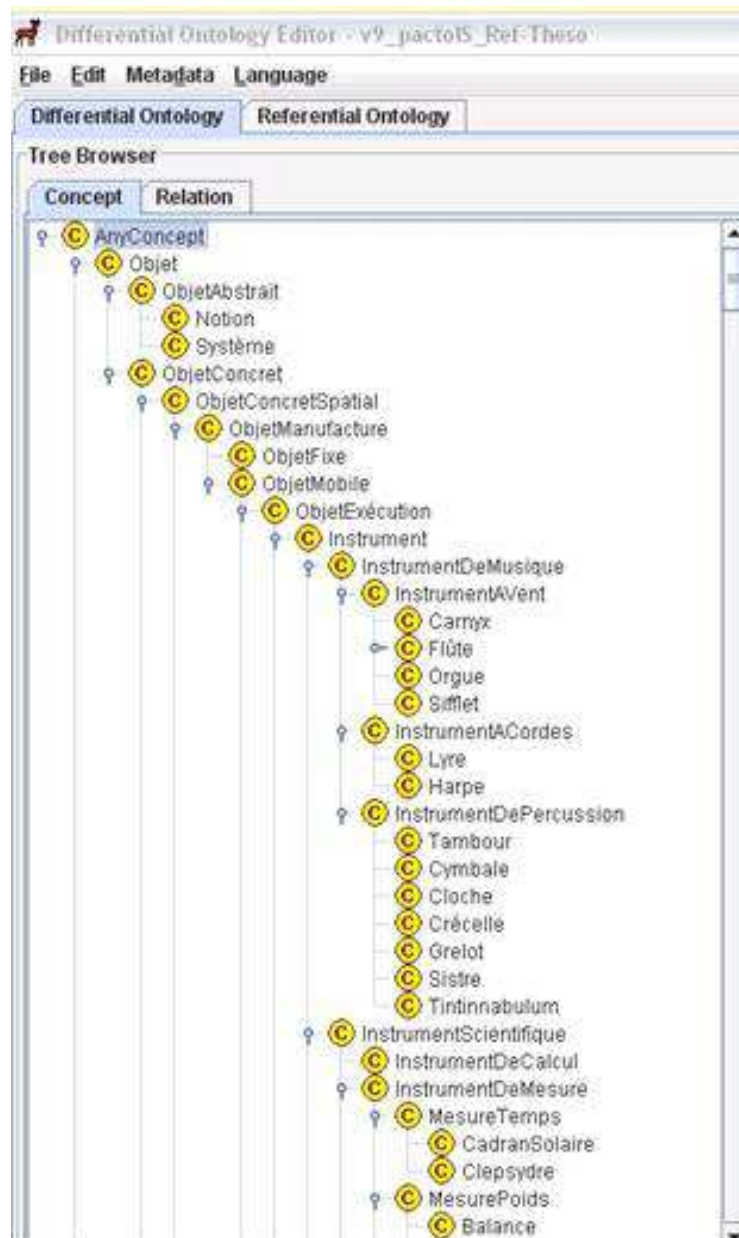 Differential Ontology Editor - v9_pactol5_Ref-Theso
File Edit Metadata Language
Differential Ontology Referential Ontology
Tree Browser
Concept Relation
C AnyConcept
C Objet
C ObjetAbstrait
C Notion
C Système
C ObjetConcret
C ObjetConcretSpatial
C ObjetManufacture
C ObjetFixe
C ObjetMobile
C ObjetExécution
C Instrument
C InstrumentDeMusique
C InstrumentAVent
C Carnyx
C Flûte
C Orgue
C Sifflet
C InstrumentACordes
C Lyre
C Harpe
C InstrumentDePercussion
C Tambour
C Cymbale
C Cloche
C Crécelle
C Grelot
C Sistre
C Tintinnabulum
C InstrumentScientifique
C InstrumentDeCalcul
C InstrumentDeMesure
C MesureTemps
C CadranSolaire
C Clepsydre
C MesurePoids
C Balance